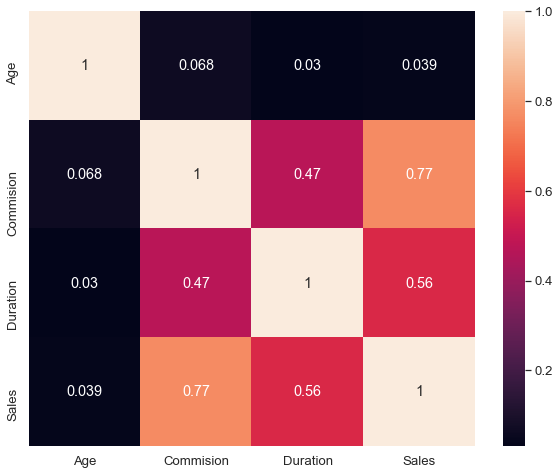 1.0
Age 1 0.068 0.03 0.039
0.8
Commision 0.068 1 0.47 0.77
0.6
0.4
Duration 0.03 0.47 1 0.56
0.2
Sales 0.039 0.77 0.56 1
Age Commision Duration Sales